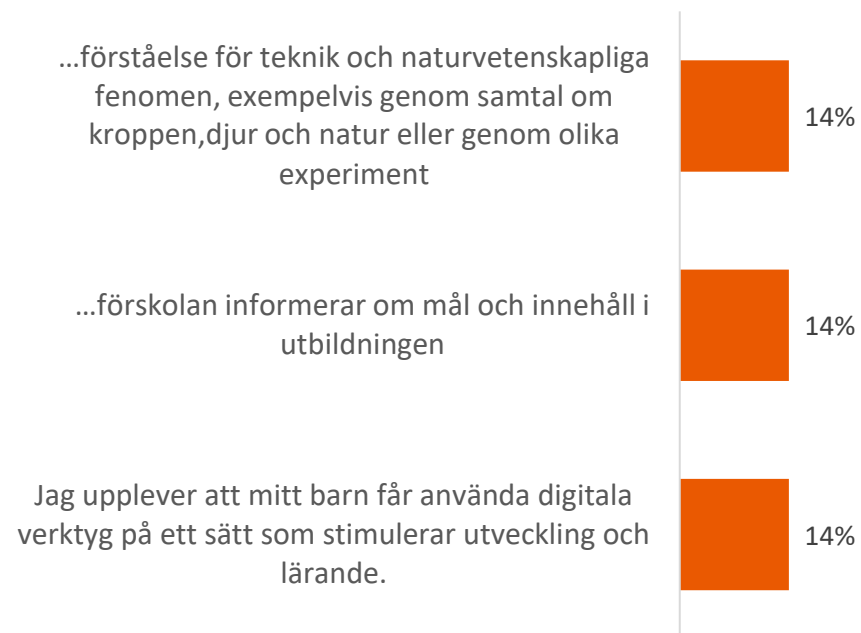 …förståelse för teknik och naturvetenskapliga
fenomen, exempelvis genom samtal om
kroppen,djur och natur eller genom olika
experiment
14%
…förskolan informerar om mål och innehåll i
utbildningen
14%
Jag upplever att mitt barn får använda digitala
verktyg på ett sätt som stimulerar utveckling och
lärande.
14%